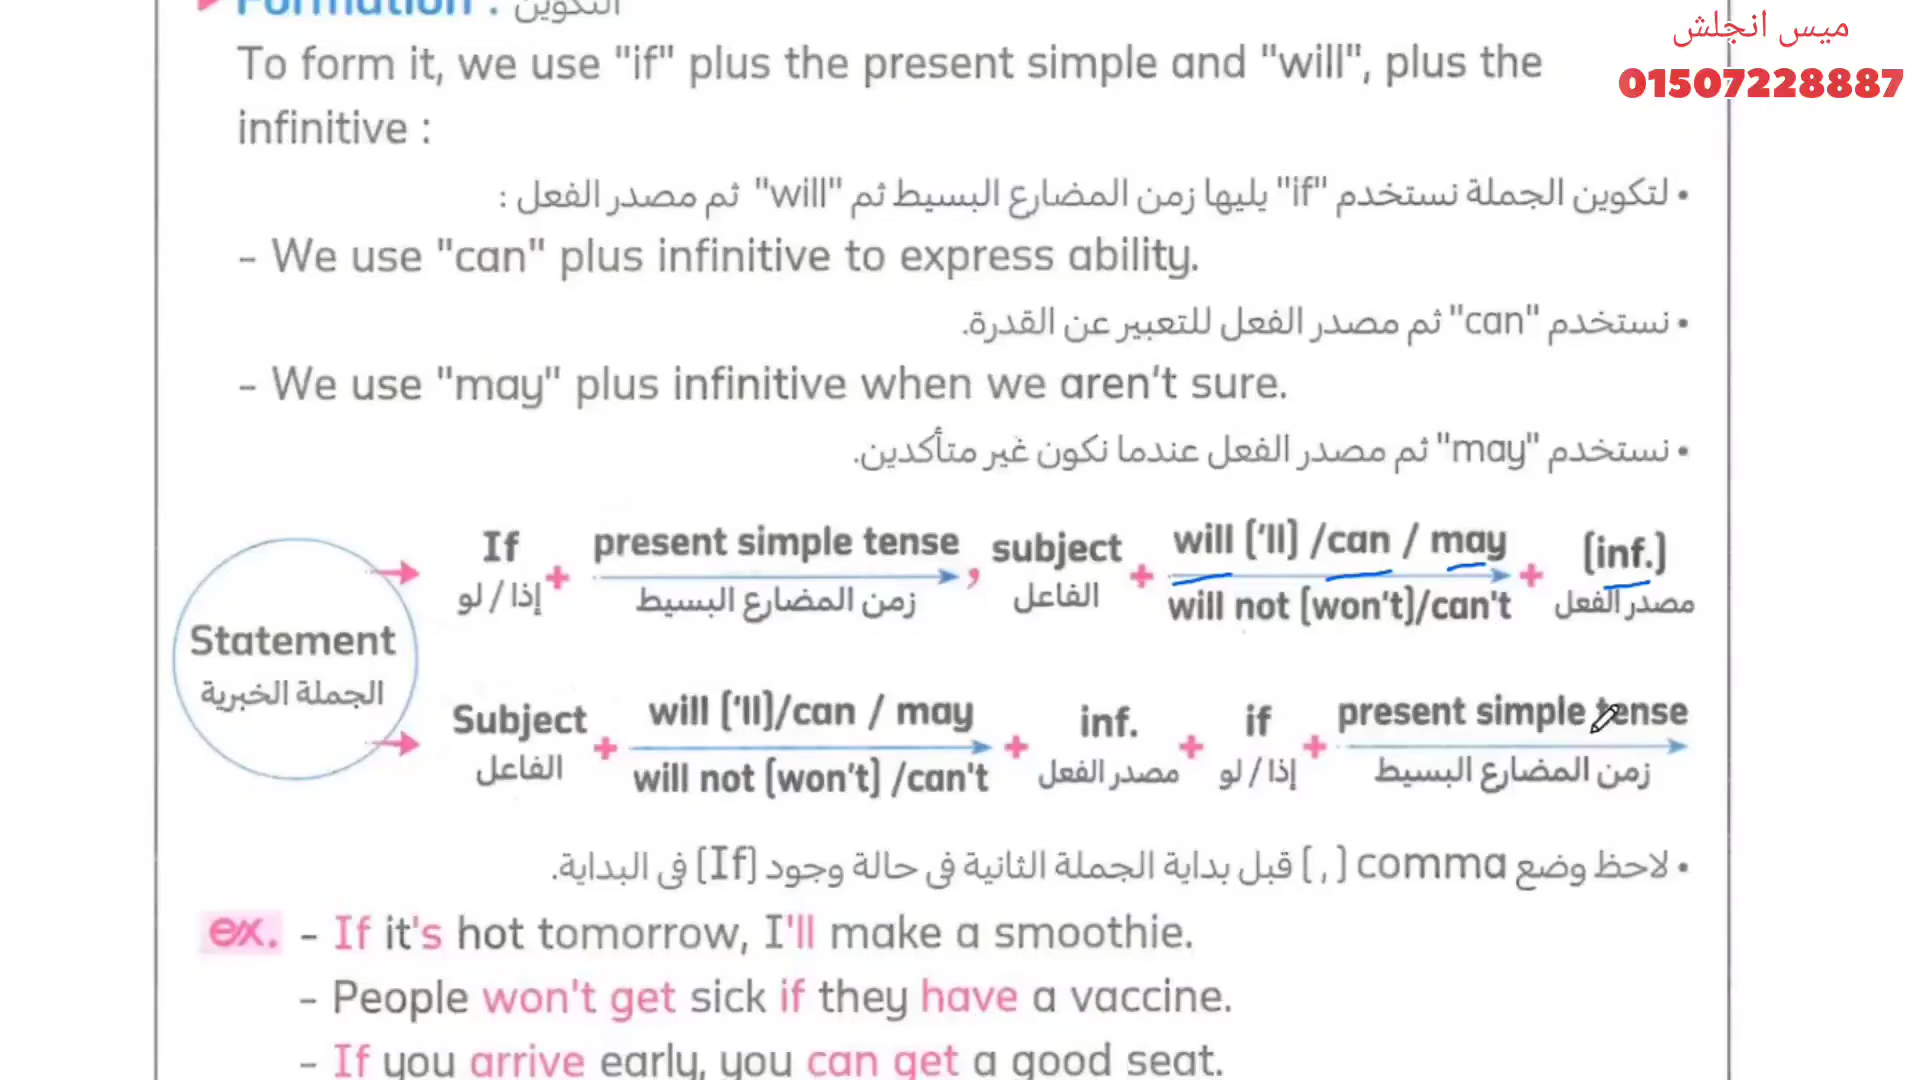 Formation : التكوين
ميس انجلش
01507228887
To form it, we use "if" plus the present simple and "will", plus the
infinitive :
• لتكوين الجملة نستخدم "if" يليها زمن المضارع البسيط ثم "will" ثم مصدر الفعل :
- We use "can" plus infinitive to express ability.
• نستخدم "can" ثم مصدر الفعل للتعبير عن القدرة.
- We use "may" plus infinitive when we aren't sure.
• نستخدم "may" ثم مصدر الفعل عندما نكون غير متأكدين.
If + present simple tense , subject + will ('ll) /can / may + (inf.)
إذا / لو زمن المضارع البسيط الفاعل will not (won't)/can't مصدر الفعل
Statement
الجملة الخبرية
Subject + will ('ll)/can / may + inf. + if + present simple tense
الفاعل will not (won't) /can't مصدر الفعل إذا / لو زمن المضارع البسيط
• لاحظ وضع comma (,) قبل بداية الجملة الثانية فى حالة وجود (If) فى البداية.
ex. - If it's hot tomorrow, I'll make a smoothie.
- People won't get sick if they have a vaccine.
- If you arrive early, you can get a good seat.